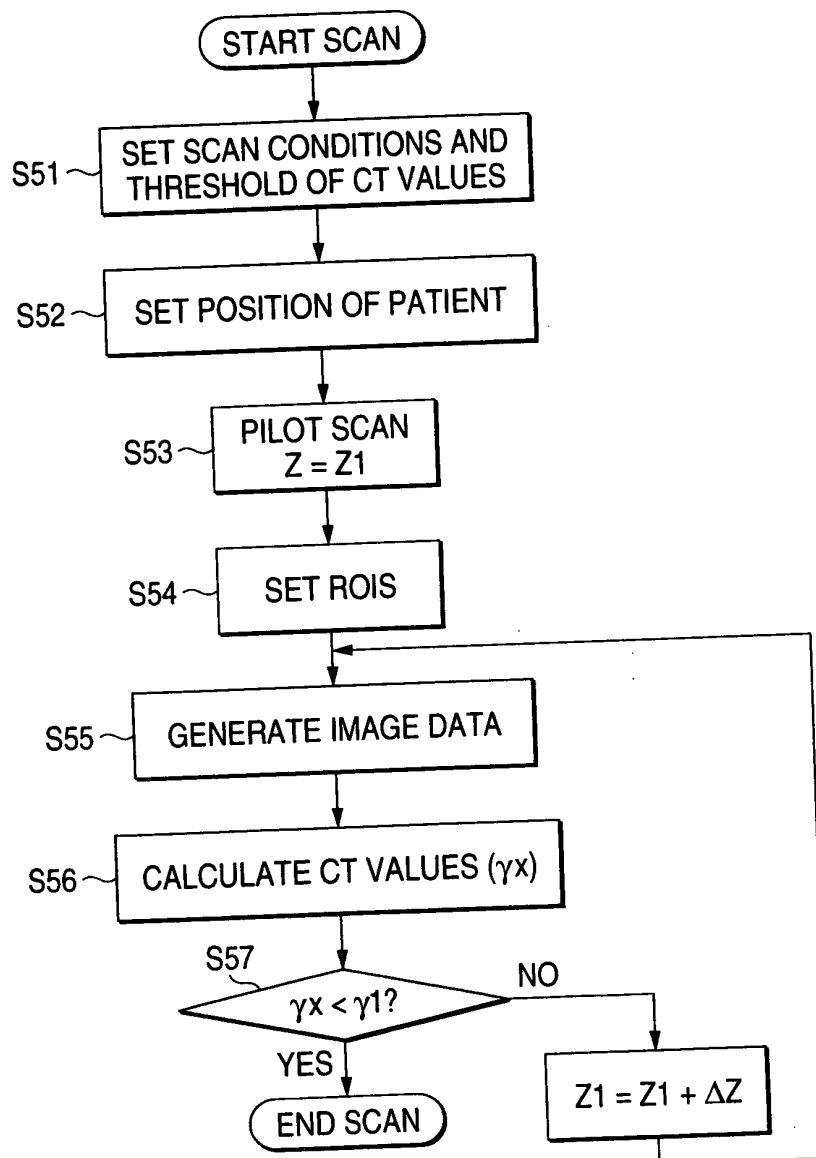 START SCAN
S51
SET SCAN CONDITIONS AND
THRESHOLD OF CT VALUES
S52
SET POSITION OF PATIENT
S53
PILOT SCAN
Z = Z1
S54
SET ROIS
S55
GENERATE IMAGE DATA
S56
CALCULATE CT VALUES (γx)
S57
γx < γ1?
NO
YES
Z1 = Z1 + ΔZ
END SCAN